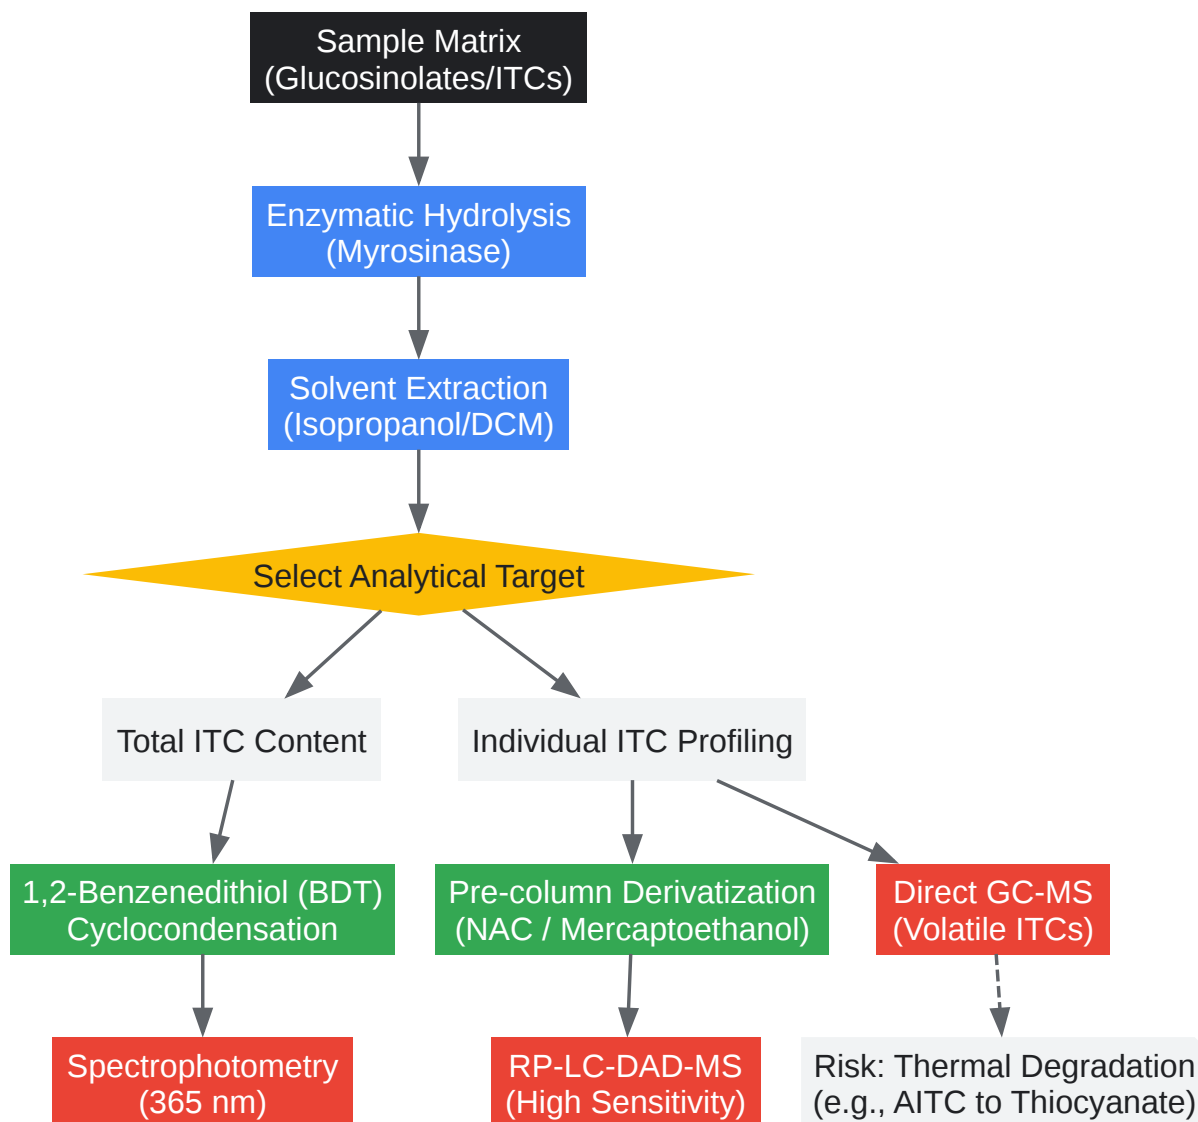 Sample Matrix
(Glucosinolates/ITCs)
Enzymatic Hydrolysis
(Myrosinase)
Solvent Extraction
(Isopropanol/DCM)
Select Analytical Target
Total ITC Content
Individual ITC Profiling
1,2-Benzenedithiol (BDT)
Cyclocondensation
Pre-column Derivatization
(NAC / Mercaptoethanol)
Direct GC-MS
(Volatile ITCs)
Spectrophotometry
(365 nm)
RP-LC-DAD-MS
(High Sensitivity)
Risk: Thermal Degradation
(e.g., AITC to Thiocyanate)